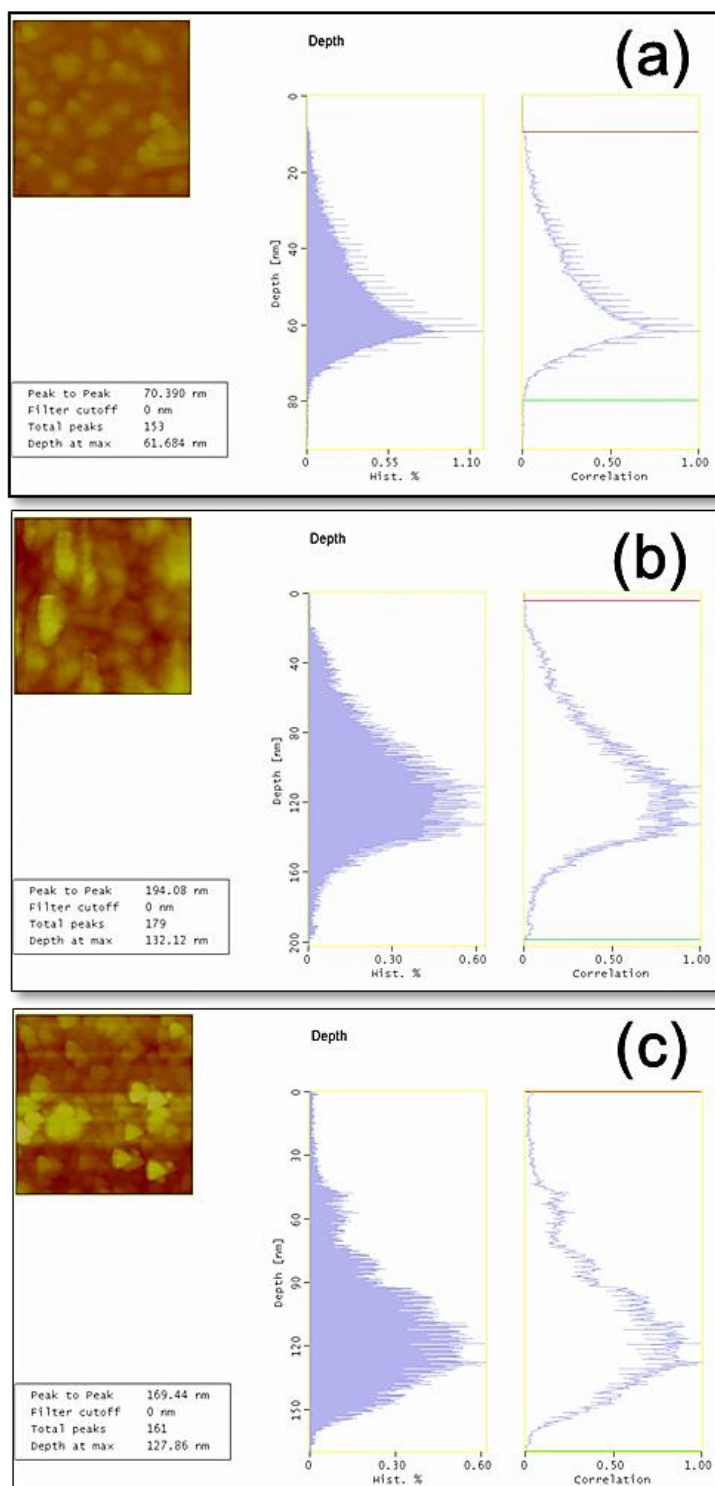 Depth
(a)
0
20
40
60
80
Depth [nm]
0
0.55
1.10
Hist. %
0
0.50
1.00
Correlation
Peak to Peak 70.390 nm
Filter cutoff 0 nm
Total peaks 153
Depth at max 61.684 nm
Depth
(b)
0
40
80
120
160
200
Depth [nm]
0
0.30
0.60
Hist. %
0
0.50
1.00
Correlation
Peak to Peak 194.08 nm
Filter cutoff 0 nm
Total peaks 179
Depth at max 132.12 nm
Depth
(c)
0
30
60
90
120
150
Depth [nm]
0
0.30
0.60
Hist. %
0
0.50
1.00
Correlation
Peak to Peak 169.44 nm
Filter cutoff 0 nm
Total peaks 161
Depth at max 127.86 nm